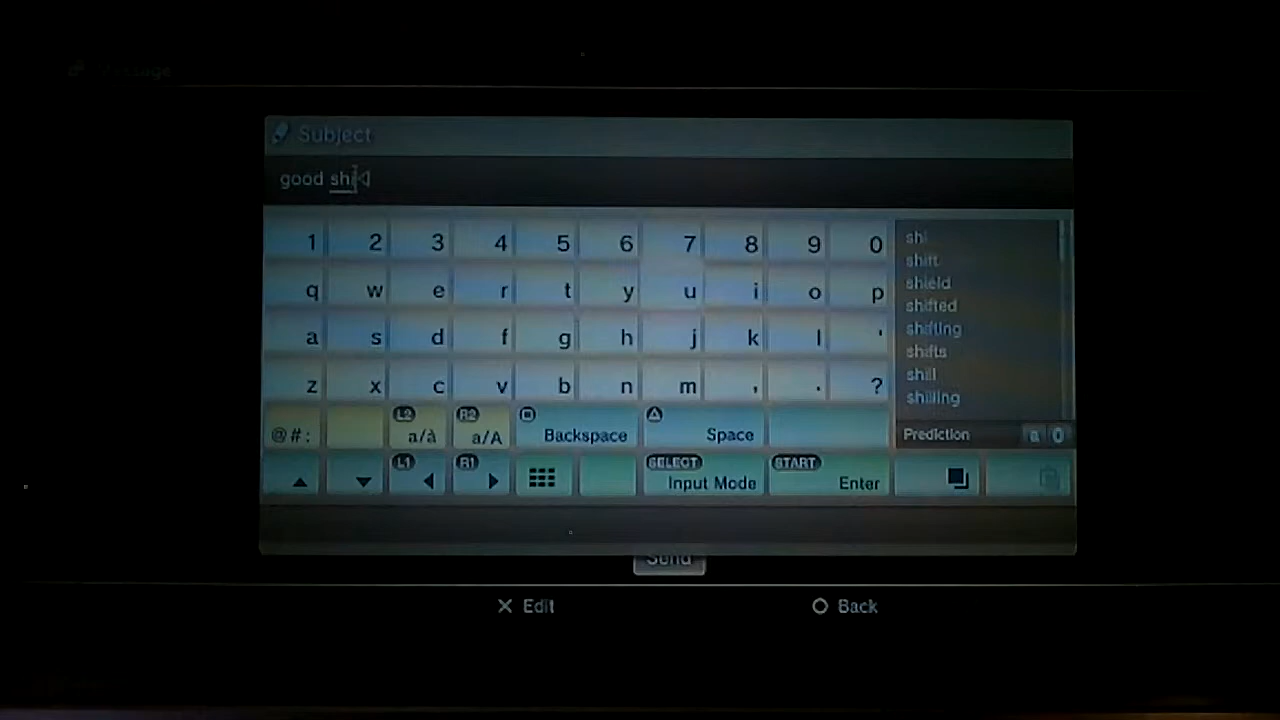 Message
Subject
good shi
1 2 3 4 5 6 7 8 9 0
q w e r t y u i o p
a s d f g h j k l '
z x c v b n m , . ?
shi
shift
shield
shifted
shifting
shifts
shill
shilling
@#: L2 a/à R2 a/A Backspace Space
Prediction a 0
L1 R1 SELECT Input Mode START Enter
Send
X Edit O Back